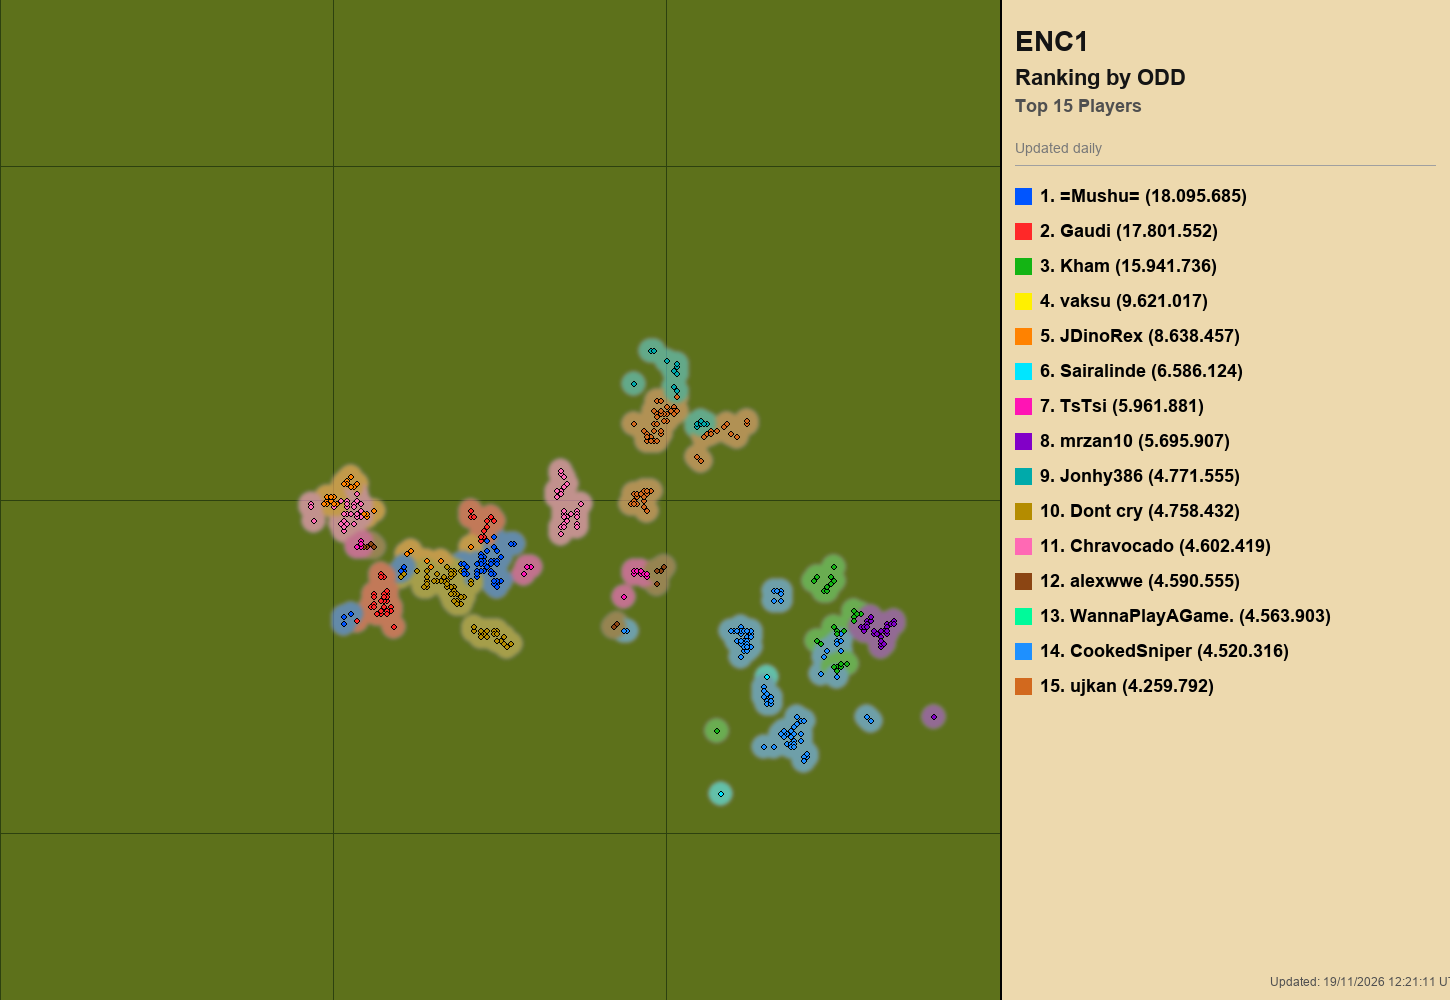 ENC1
Ranking by ODD
Top 15 Players
Updated daily
1. =Mushu= (18.095.685)
2. Gaudi (17.801.552)
3. Kham (15.941.736)
4. vaksu (9.621.017)
5. JDinoRex (8.638.457)
6. Sairalinde (6.586.124)
7. TsTsi (5.961.881)
8. mrzan10 (5.695.907)
9. Jonhy386 (4.771.555)
10. Dont cry (4.758.432)
11. Chravocado (4.602.419)
12. alexwwe (4.590.555)
13. WannaPlayAGame. (4.563.903)
14. CookedSniper (4.520.316)
15. ujkan (4.259.792)
Updated: 19/11/2026 12:21:11